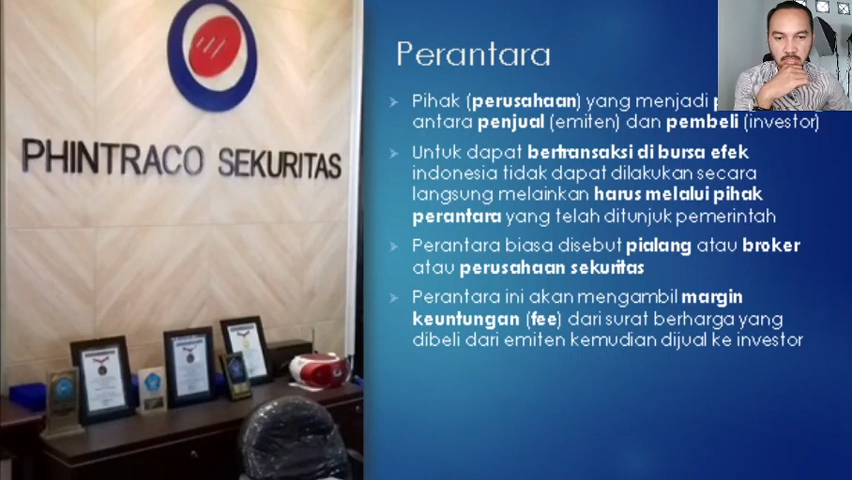 PHINTRACO SEKURITAS
Perantara
Pihak (perusahaan) yang menjadi
antara penjual (emiten) dan pembeli (investor)
Untuk dapat bertransaksi di bursa efek
indonesia tidak dapat dilakukan secara
langsung melainkan harus melalui pihak
perantara yang telah ditunjuk pemerintah
Perantara biasa disebut pialang atau broker
atau perusahaan sekuritas
Perantara ini akan mengambil margin
keuntungan (fee) dari surat berharga yang
dibeli dari emiten kemudian dijual ke investor